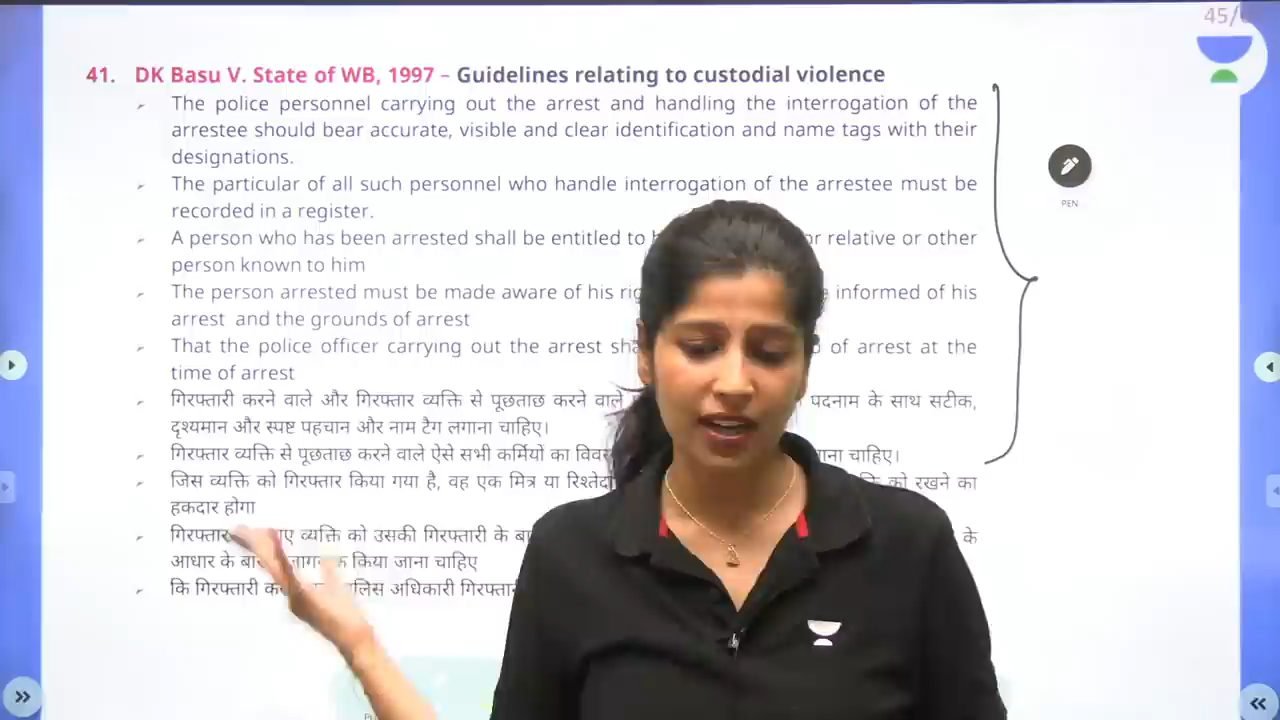 45/
41. DK Basu V. State of WB, 1997 – Guidelines relating to custodial violence
The police personnel carrying out the arrest and handling the interrogation of the
arrestee should bear accurate, visible and clear identification and name tags with their
designations.
The particular of all such personnel who handle interrogation of the arrestee must be
recorded in a register.
A person who has been arrested shall be entitled to or relative or other
person known to him
The person arrested must be made aware of his informed of his
arrest and the grounds of arrest
That the police officer carrying out the arrest of arrest at the
time of arrest
गिरफ्तारी करने वाले और गिरफ्तार व्यक्ति से पूछताछ करने वाले पदनाम के साथ सटीक,
दृश्यमान और स्पष्ट पहचान और नाम टैग लगाना चाहिए।
गिरफ्तार व्यक्ति से पूछताछ करने वाले ऐसे सभी कर्मियों का चाहिए।
जिस व्यक्ति को गिरफ्तार किया गया है, वह एक मित्र या को रखने का
हकदार होगा
गिरफ्तार व्यक्ति को उसकी गिरफ्तारी के के
आधार के किया जाना चाहिए
कि गिरफ्तारी अधिकारी
PEN